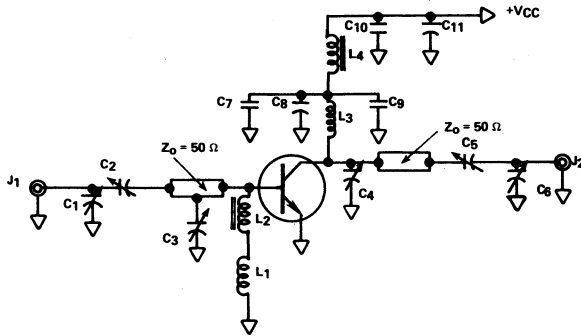 +VCC
C10
C11
L4
C7
C8
C9
L3
Zo = 50 Ω
Zo = 50 Ω
C5
C2
J1
J2
C1
C4
C6
L2
C3
L1